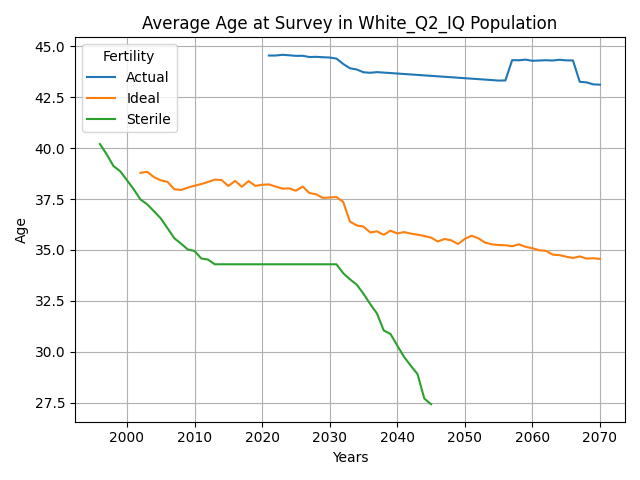 Average Age at Survey in White_Q2_IQ Population
Fertility
Actual
Ideal
Sterile
45.0
42.5
40.0
37.5
35.0
32.5
30.0
27.5
Age
2000 2010 2020 2030 2040 2050 2060 2070
Years